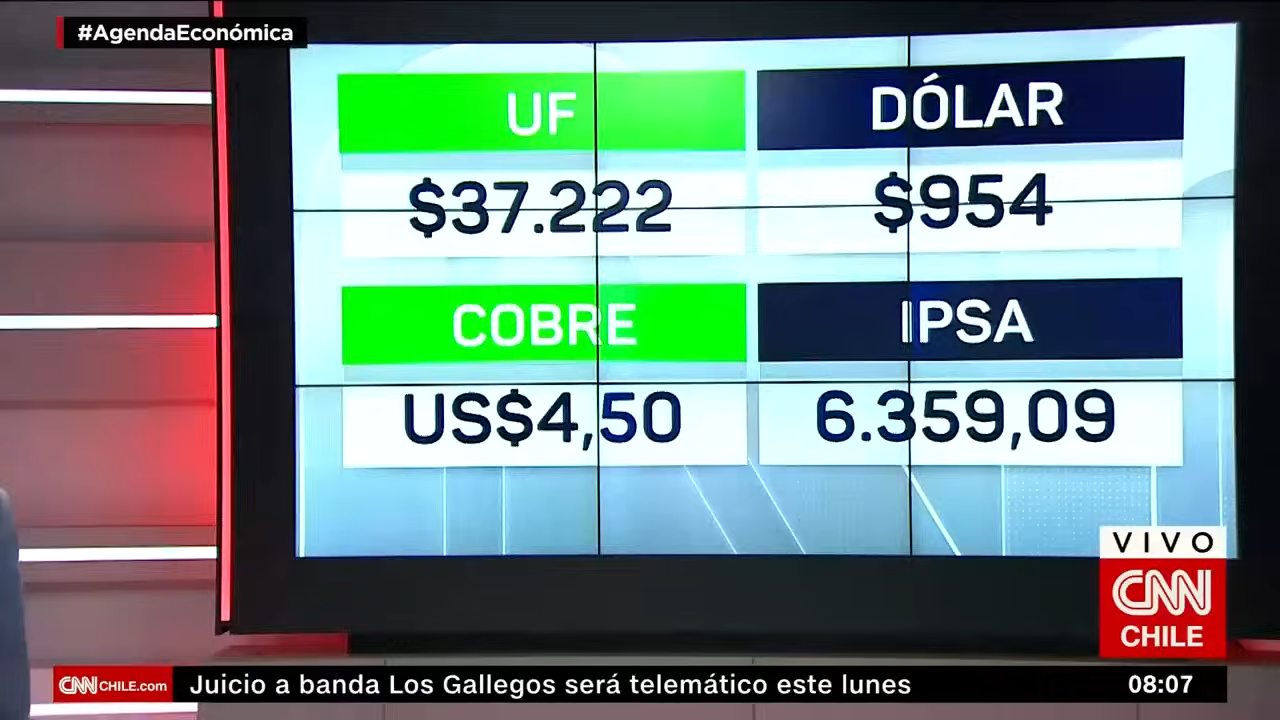 #AgendaEconómica
UF
$37.222
DÓLAR
$954
COBRE
US$4,50
IPSA
6.359,09
VIVO
CNN
CHILE
CNNCHILE.com
Juicio a banda Los Gallegos será telemático este lunes
08:07